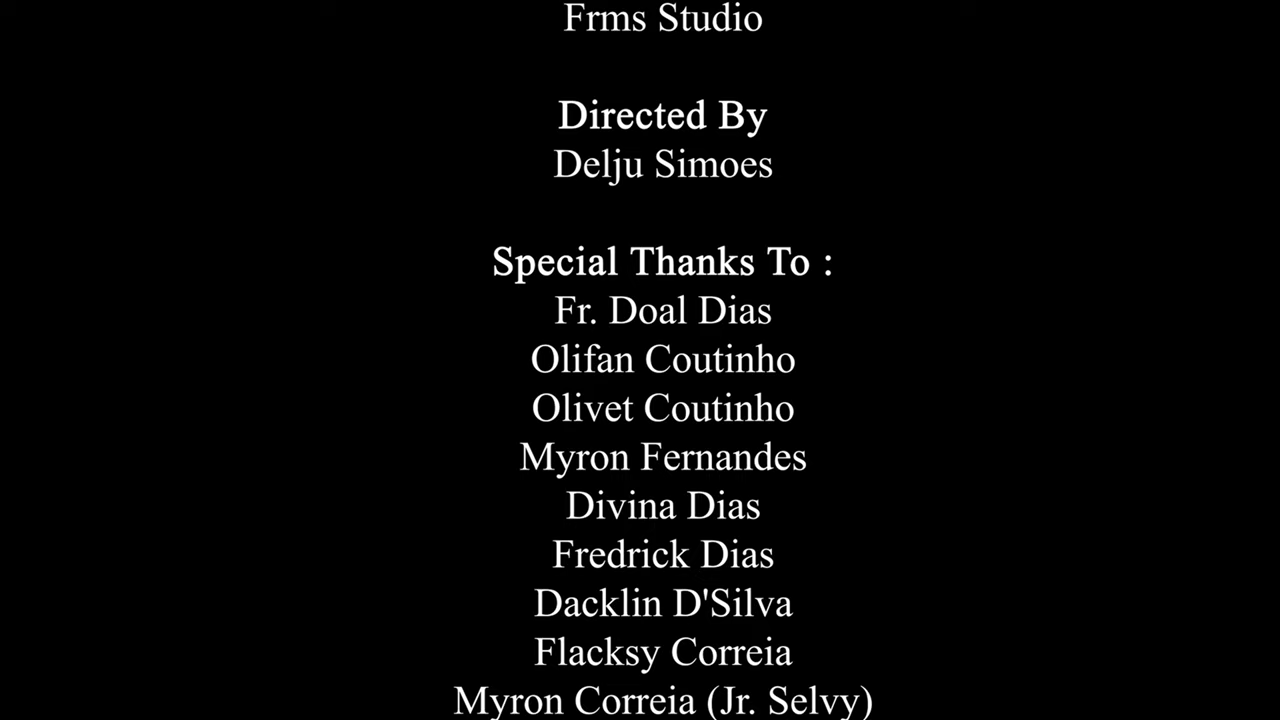 Frms Studio
Directed By
Delju Simoes
Special Thanks To :
Fr. Doal Dias
Olifan Coutinho
Olivet Coutinho
Myron Fernandes
Divina Dias
Fredrick Dias
Dacklin D'Silva
Flacksy Correia
Myron Correia (Jr. Selvy)